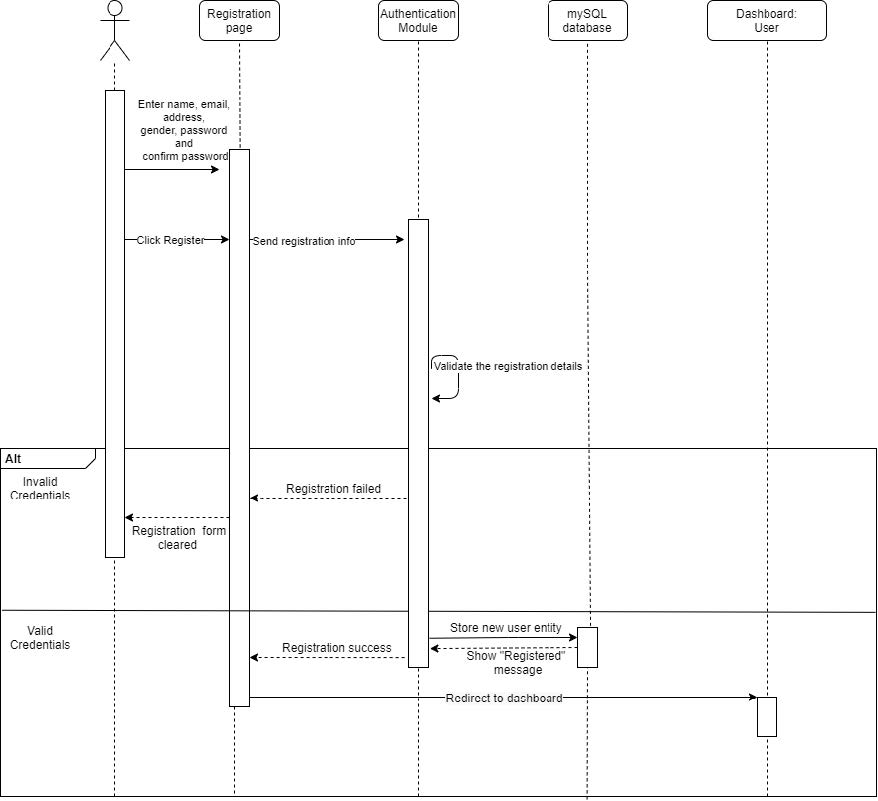 Registration
page
Authentication
Module
mySQL
database
Dashboard:
User
Enter name, email,
address,
gender, password
and
confirm password
Click Register
Send registration info
Validate the registration details
Alt
Invalid
Credentials
Registration failed
Registration form
cleared
Valid
Credentials
Store new user entity
Registration success
Show "Registered"
message
Redirect to dashboard